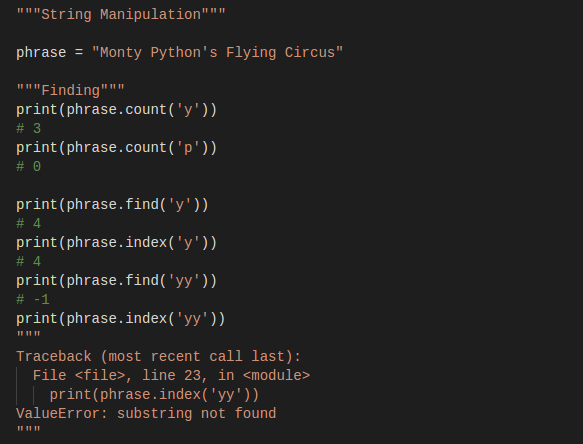 """String Manipulation"""
phrase = "Monty Python's Flying Circus"
"""Finding"""
print(phrase.count('y'))
# 3
print(phrase.count('p'))
# 0
print(phrase.find('y'))
# 4
print(phrase.index('y'))
# 4
print(phrase.find('yy'))
# -1
print(phrase.index('yy'))
"""
Traceback (most recent call last):
  File <file>, line 23, in <module>
    print(phrase.index('yy'))
ValueError: substring not found
"""